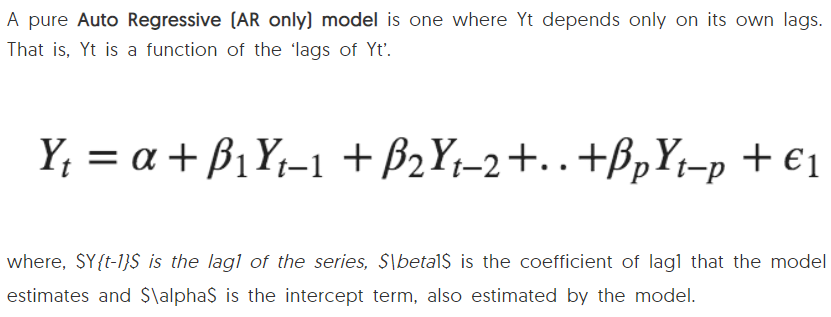 A pure Auto Regressive (AR only) model is one where Yt depends only on its own lags.
That is, Yt is a function of the ‘lags of Yt’.
Yₜ = α + β₁Yₜ₋₁ + β₂Yₜ₋₂+..+βₚYₜ₋ₚ + ϵ₁
where, $Y{t-1}$ is the lag1 of the series, $\beta1$ is the coefficient of lag1 that the model
estimates and $\alpha$ is the intercept term, also estimated by the model.